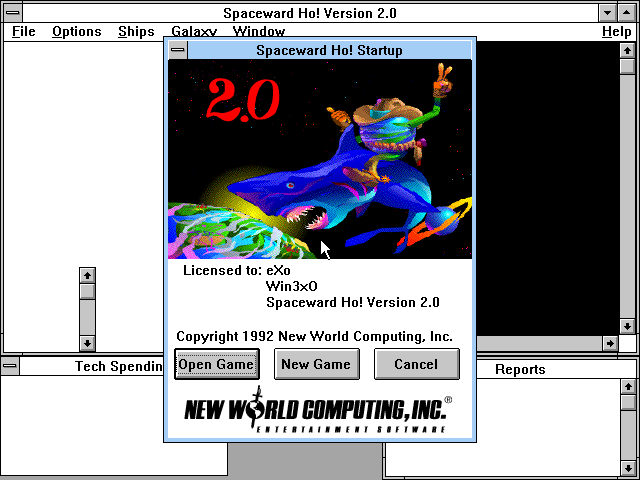 Spaceward Ho! Version 2.0
File Options Ships Galaxy Window Help
Spaceward Ho! Startup
2.0
Licensed to: eXo
Win3xO
Spaceward Ho! Version 2.0
Copyright 1992 New World Computing, Inc.
Open Game New Game Cancel
Tech Spendin
Reports
NEW WORLD COMPUTING, INC.®
ENTERTAINMENT SOFTWARE